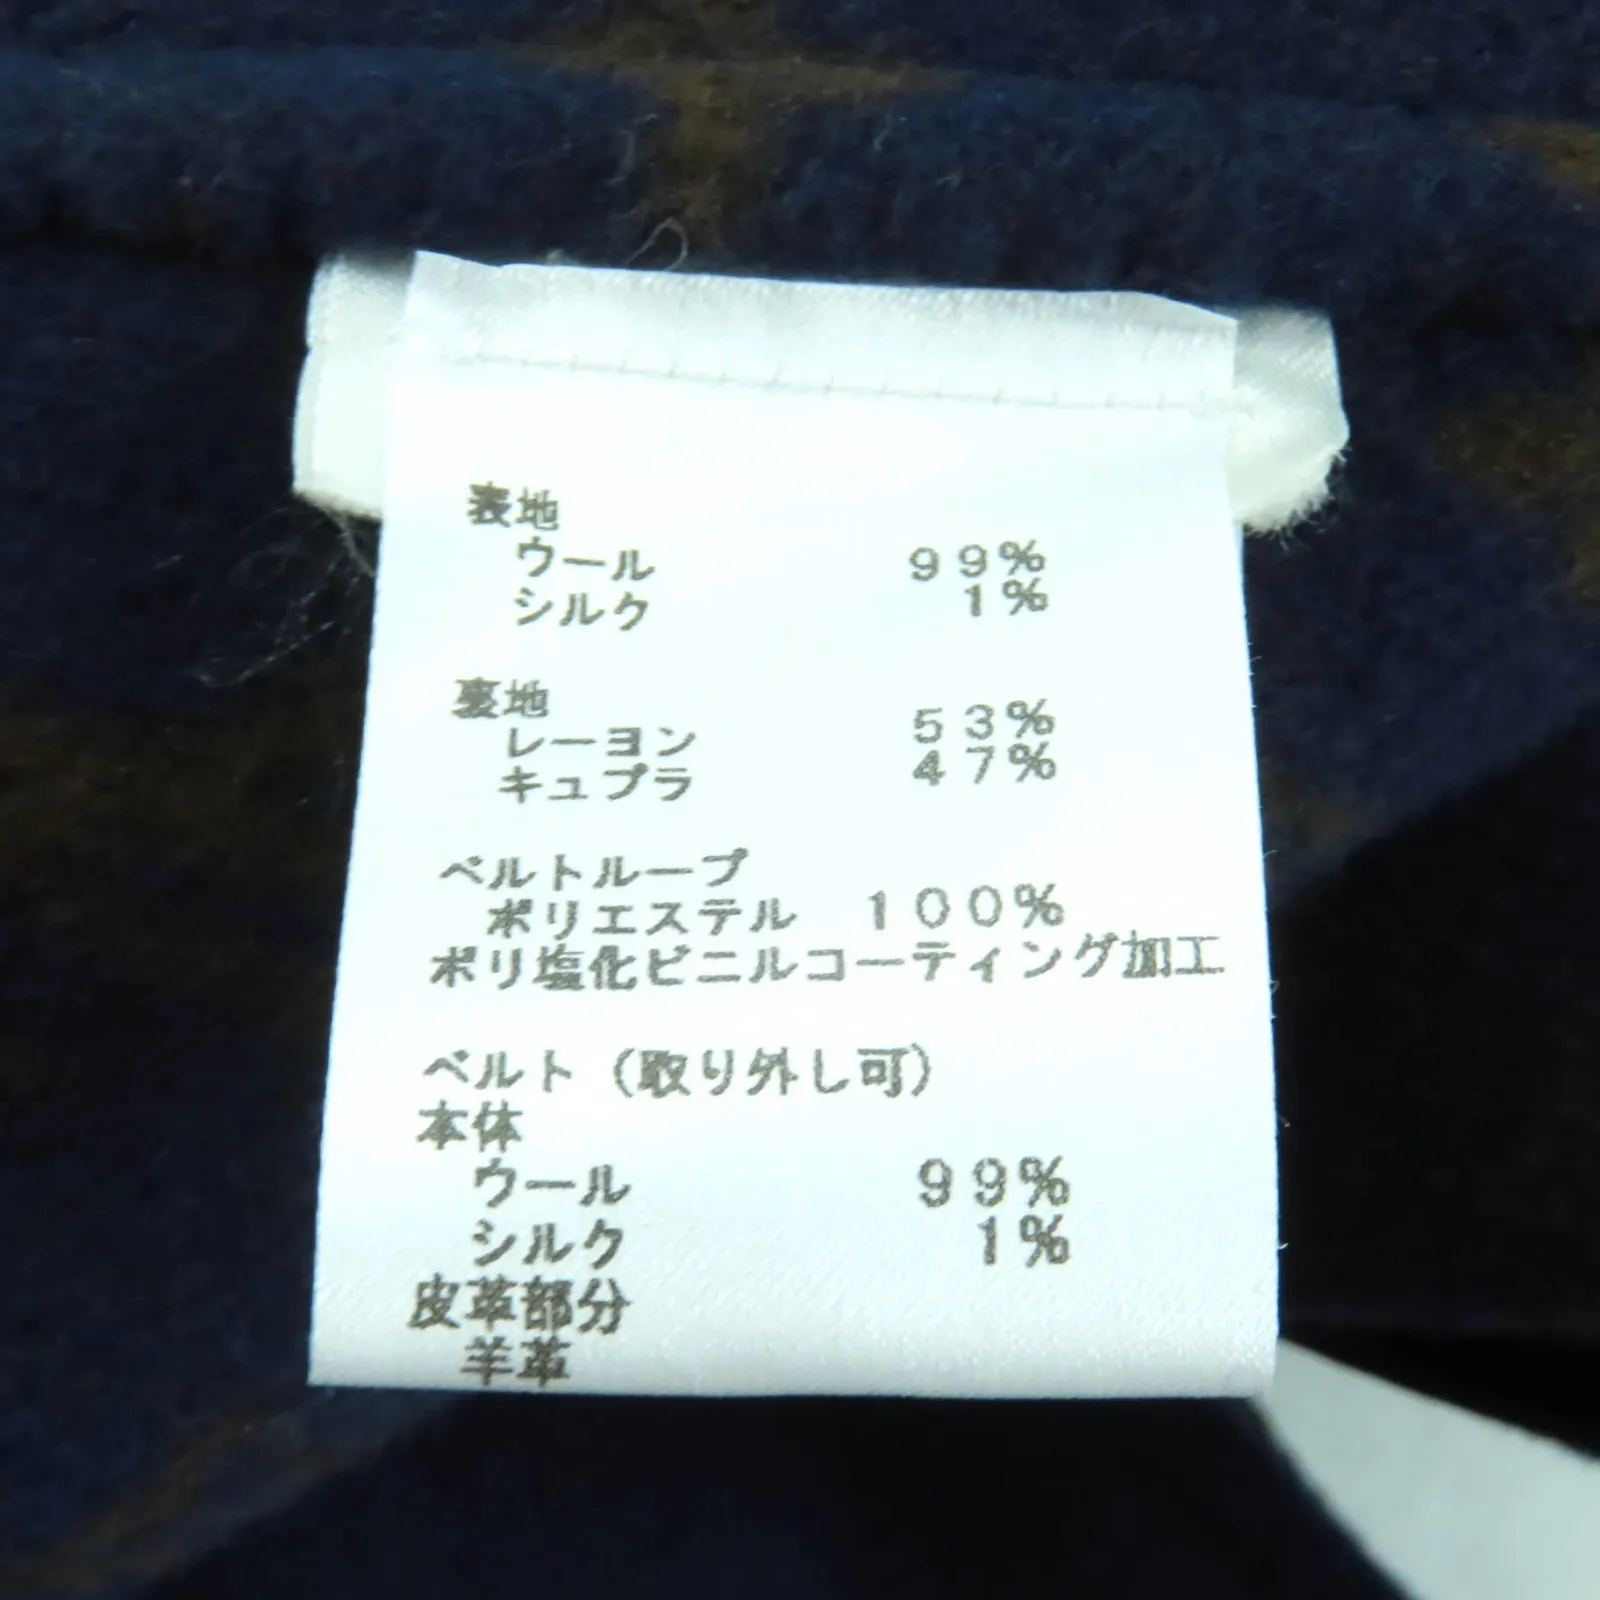 表地
ウール 99%
シルク 1%
裏地
レーヨン 53%
キュプラ 47%
ベルトループ
ポリエステル 100%
ポリ塩化ビニルコーティング加工
ベルト（取り外し可）
本体
ウール 99%
シルク 1%
皮革部分
羊革